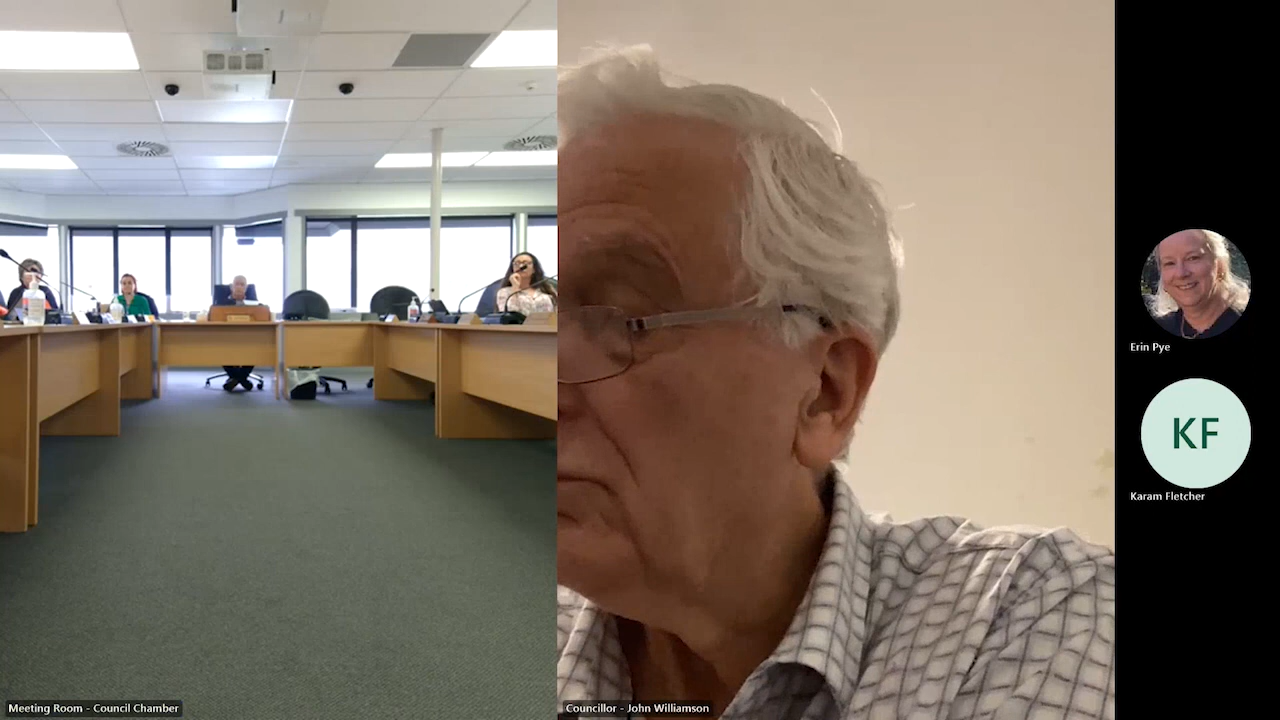 Erin Pye
KF
Karam Fletcher
Meeting Room - Council Chamber
Councillor - John Williamson